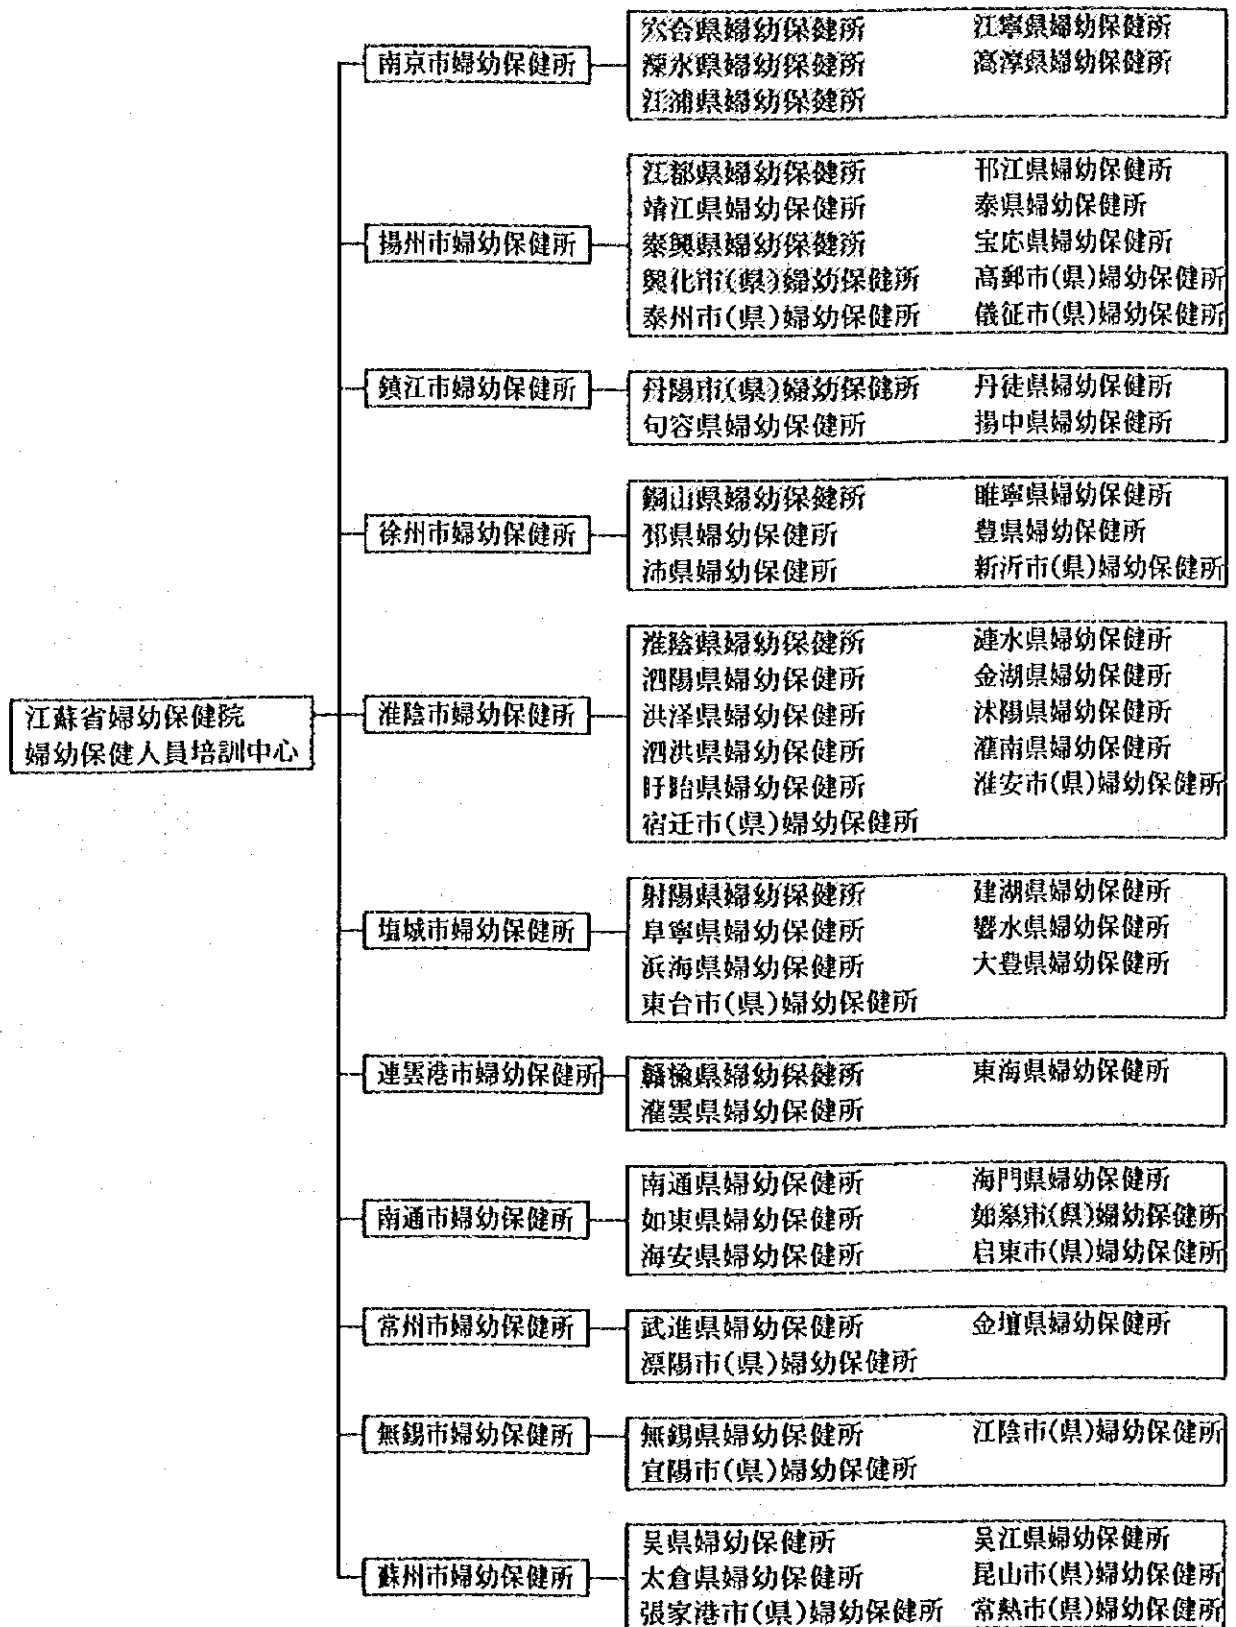 江蘇省婦幼保健院
婦幼保健人員培訓中心
南京市婦幼保健所
六合県婦幼保健所 江寧県婦幼保健所
溧水県婦幼保健所 高淳県婦幼保健所
江浦県婦幼保健所
揚州市婦幼保健所
江都県婦幼保健所 邗江県婦幼保健所
靖江県婦幼保健所 泰県婦幼保健所
泰興県婦幼保健所 宝応県婦幼保健所
興化市(県)婦幼保健所 高郵市(県)婦幼保健所
泰州市(県)婦幼保健所 儀征市(県)婦幼保健所
鎮江市婦幼保健所
丹陽市(県)婦幼保健所 丹徒県婦幼保健所
句容県婦幼保健所 揚中県婦幼保健所
徐州市婦幼保健所
銅山県婦幼保健所 睢寧県婦幼保健所
邳県婦幼保健所 豊県婦幼保健所
沛県婦幼保健所 新沂市(県)婦幼保健所
淮陰市婦幼保健所
淮陰県婦幼保健所 漣水県婦幼保健所
泗陽県婦幼保健所 金湖県婦幼保健所
洪泽県婦幼保健所 沭陽県婦幼保健所
泗洪県婦幼保健所 灌南県婦幼保健所
盱眙県婦幼保健所 淮安市(県)婦幼保健所
宿迁市(県)婦幼保健所
塩城市婦幼保健所
射陽県婦幼保健所 建湖県婦幼保健所
阜寧県婦幼保健所 響水県婦幼保健所
浜海県婦幼保健所 大豊県婦幼保健所
東台市(県)婦幼保健所
連雲港市婦幼保健所
贛榆県婦幼保健所 東海県婦幼保健所
灌雲県婦幼保健所
南通市婦幼保健所
南通県婦幼保健所 海門県婦幼保健所
如東県婦幼保健所 如皋市(県)婦幼保健所
海安県婦幼保健所 启東市(県)婦幼保健所
常州市婦幼保健所
武進県婦幼保健所 金壇県婦幼保健所
溧陽市(県)婦幼保健所
無錫市婦幼保健所
無錫県婦幼保健所 江陰市(県)婦幼保健所
宜陽市(県)婦幼保健所
蘇州市婦幼保健所
吴県婦幼保健所 吴江県婦幼保健所
太倉県婦幼保健所 昆山市(県)婦幼保健所
張家港市(県)婦幼保健所 常熟市(県)婦幼保健所